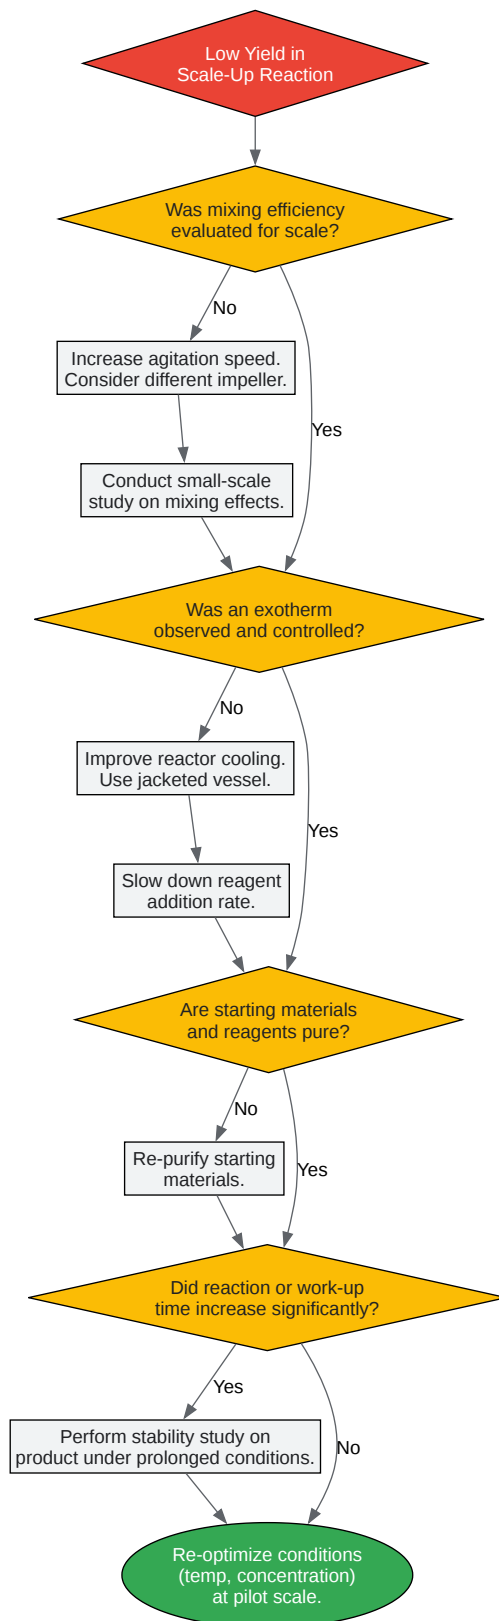 Low Yield in
Scale-Up Reaction
Was mixing efficiency
evaluated for scale?
No
Increase agitation speed.
Consider different impeller.
Yes
Conduct small-scale
study on mixing effects.
Was an exotherm
observed and controlled?
No
Improve reactor cooling.
Use jacketed vessel.
Yes
Slow down reagent
addition rate.
Are starting materials
and reagents pure?
No
Re-purify starting
materials.
Yes
Did reaction or work-up
time increase significantly?
Yes
Perform stability study on
product under prolonged conditions.
No
Re-optimize conditions
(temp, concentration)
at pilot scale.